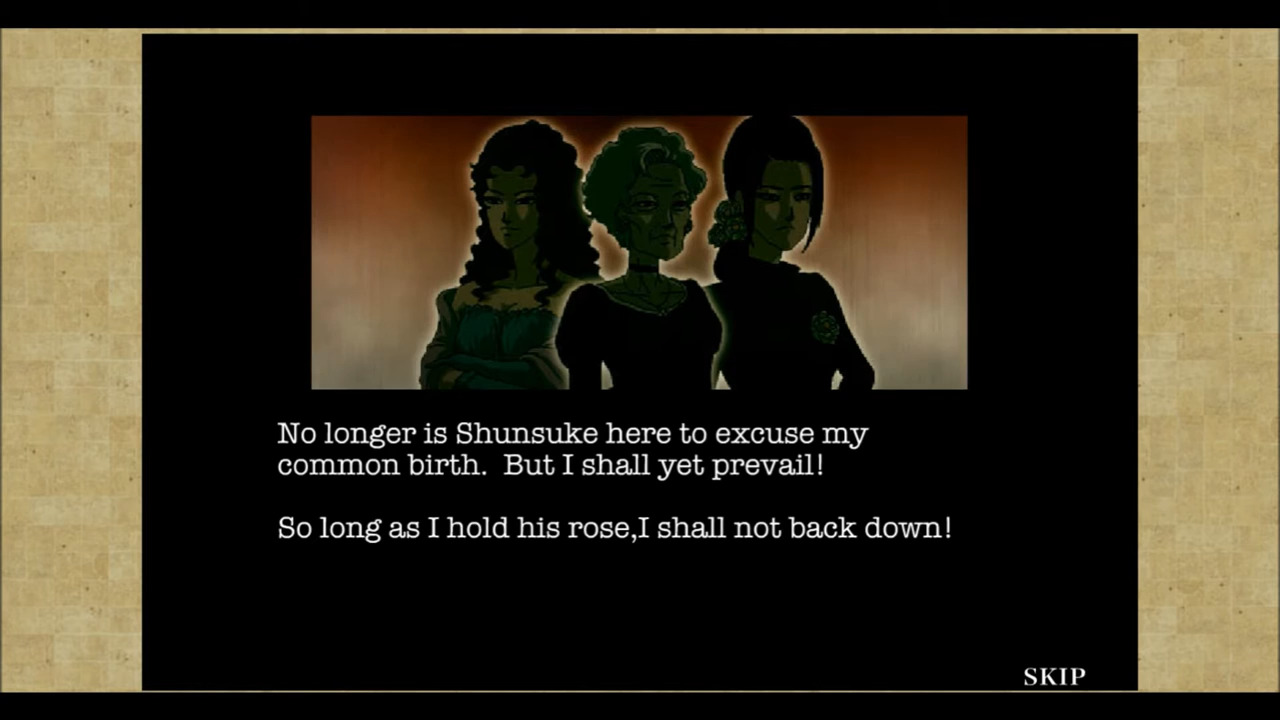 No longer is Shunsuke here to excuse my
common birth.  But I shall yet prevail!
So long as I hold his rose,I shall not back down!
SKIP